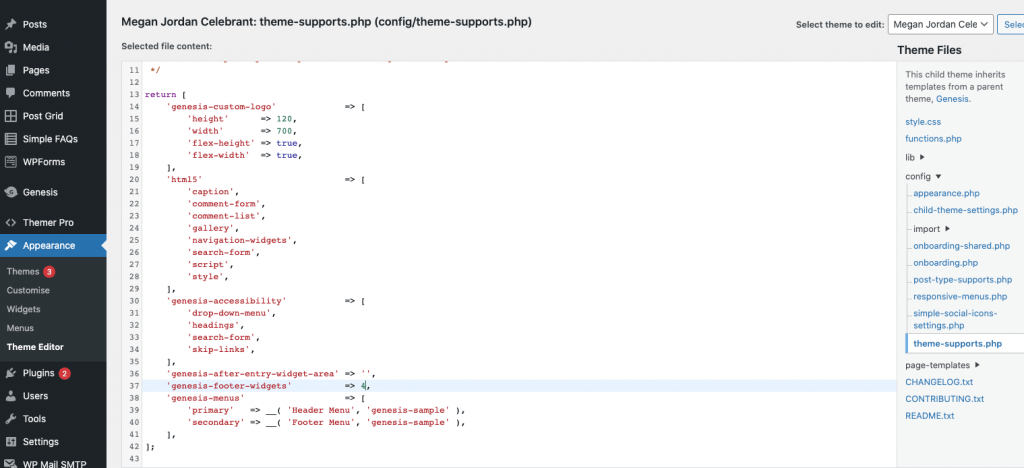 Posts
Media
Pages
Comments
Post Grid
Simple FAQs
WPForms
Genesis
Themer Pro
Appearance
Themes 3
Customise
Widgets
Menus
Theme Editor
Plugins 2
Users
Tools
Settings
WP Mail SMTP
Megan Jordan Celebrant: theme-supports.php (config/theme-supports.php)
Select theme to edit: Megan Jordan Cele
Selected file content:
11 */
12
13 return [
14 'genesis-custom-logo' => [
15 'height' => 120,
16 'width' => 700,
17 'flex-height' => true,
18 'flex-width' => true,
19 ],
20 'html5' => [
21 'caption',
22 'comment-form',
23 'comment-list',
24 'gallery',
25 'navigation-widgets',
26 'search-form',
27 'script',
28 'style',
29 ],
30 'genesis-accessibility' => [
31 'drop-down-menu',
32 'headings',
33 'search-form',
34 'skip-links',
35 ],
36 'genesis-after-entry-widget-area' => '',
37 'genesis-footer-widgets' => 4,
38 'genesis-menus' => [
39 'primary' => __( 'Header Menu', 'genesis-sample' ),
40 'secondary' => __( 'Footer Menu', 'genesis-sample' ),
41 ],
42 ];
43
Theme Files
This child theme inherits
templates from a parent
theme, Genesis.
style.css
functions.php
lib
config
appearance.php
child-theme-settings.php
import
onboarding-shared.php
onboarding.php
post-type-supports.php
responsive-menus.php
simple-social-icons-
settings.php
theme-supports.php
page-templates
CHANGELOG.txt
CONTRIBUTING.txt
README.txt